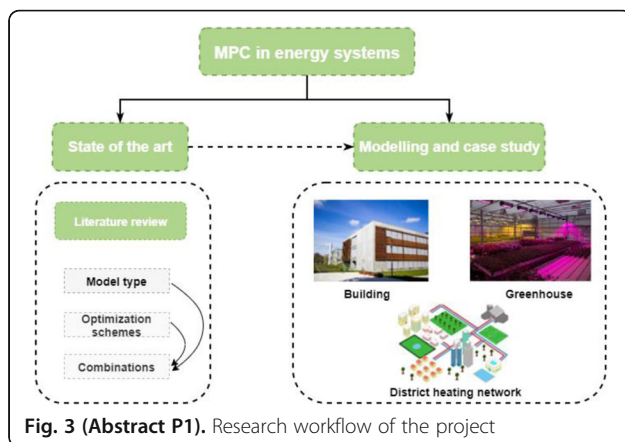 MPC in energy systems
State of the art
Modelling and case study
Literature review
Model type
Optimization
schemes
Combinations
Building
Greenhouse
District heating network
Fig. 3 (Abstract P1). Research workflow of the project